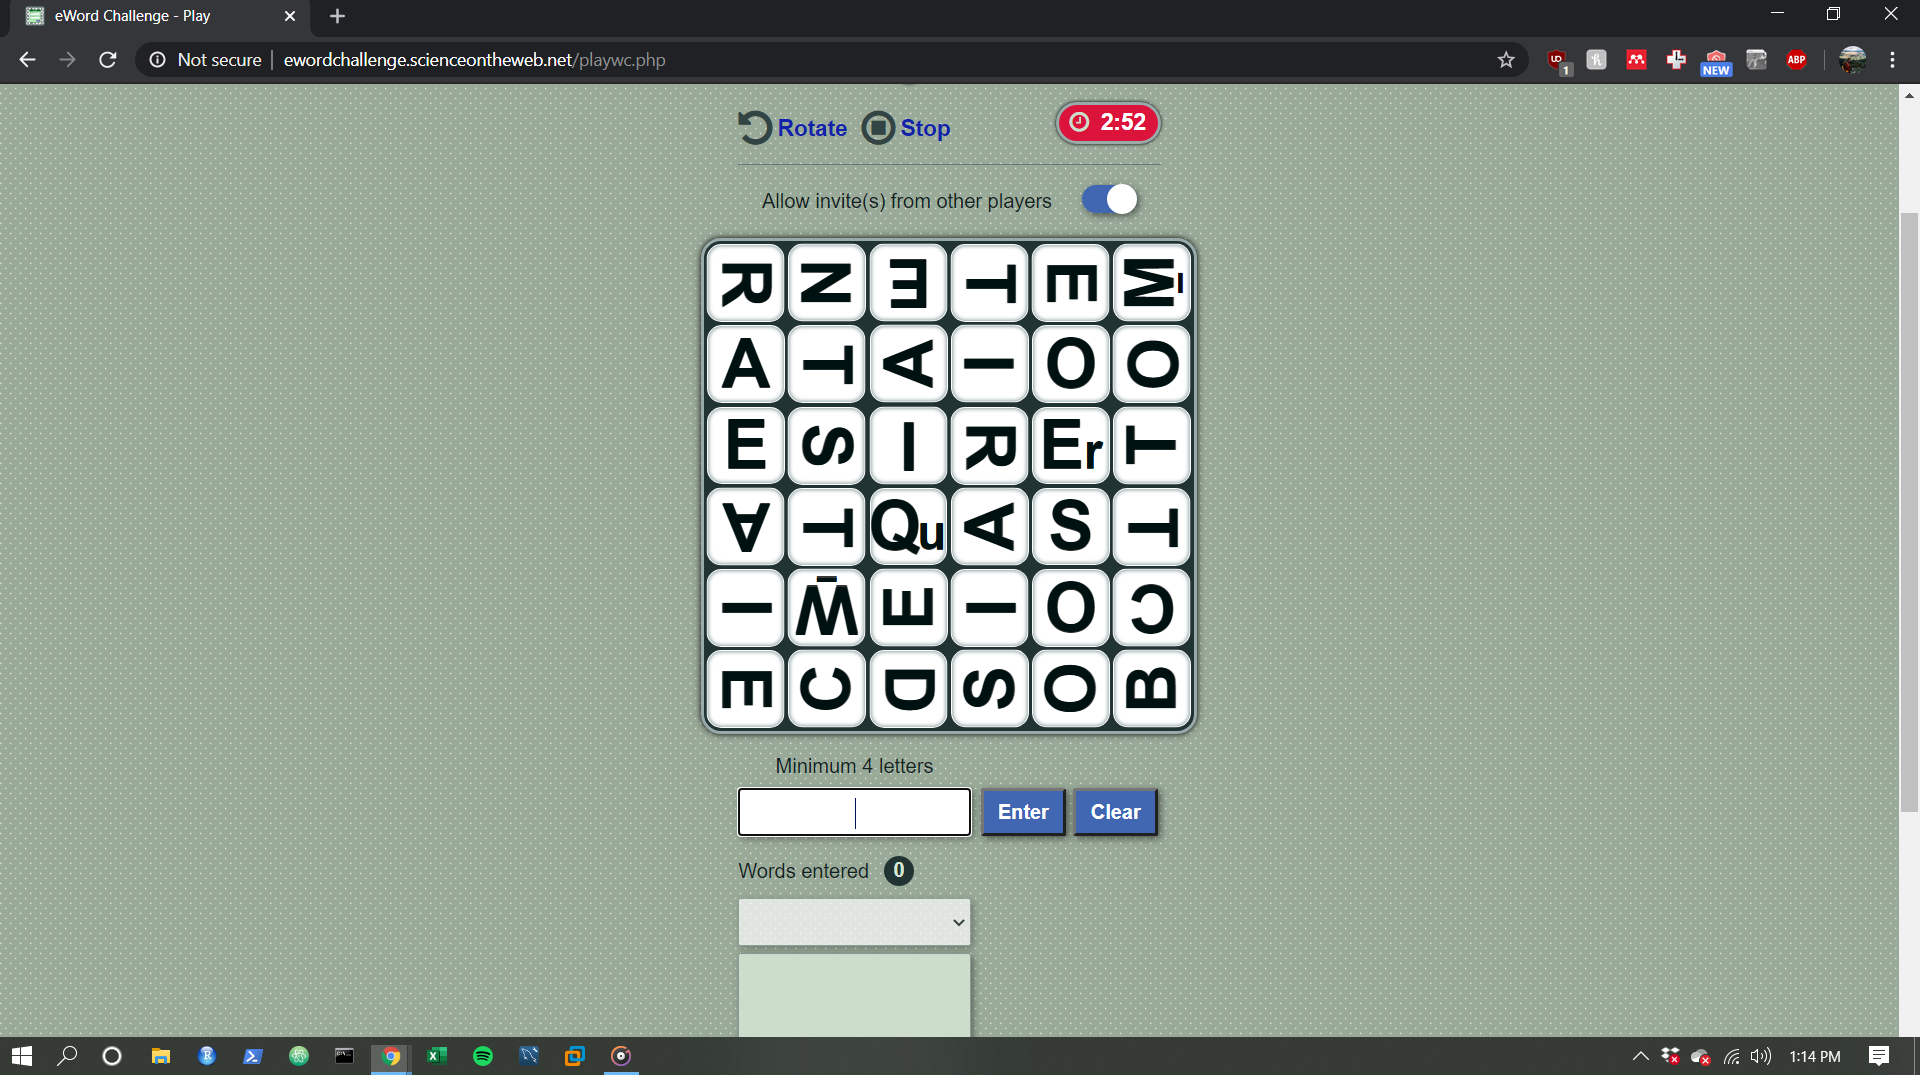 eWord Challenge - Play
Not secure | ewordchallenge.scienceontheweb.net/playwc.php
1
NEW
ABP
Rotate Stop 2:52
Allow invite(s) from other players
R N E T E M
A T A I O O
E S I R Er T
A T Qu A S T
I M E I O C
E C D S O B
Minimum 4 letters
Enter Clear
Words entered 0
1:14 PM